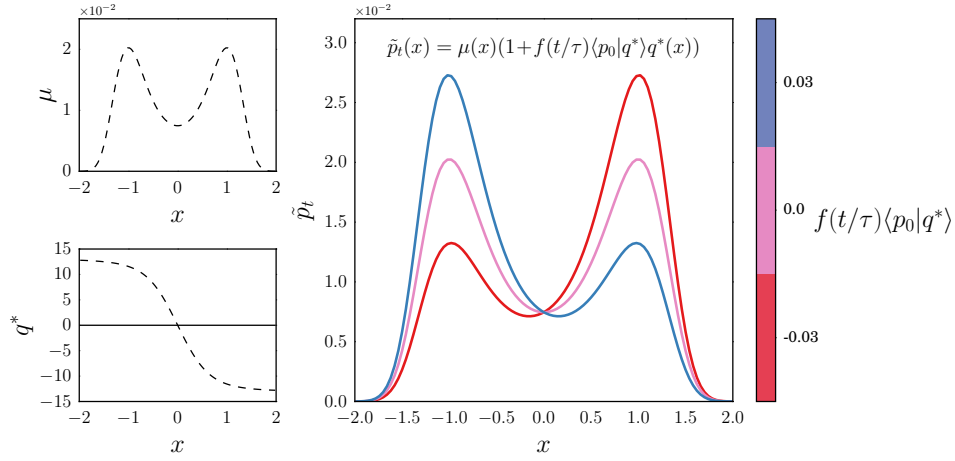 ×10⁻²
2
1
0
μ
−2 −1 0 1 2
x
15
10
5
0
−5
−10
−15
q*
−2 −1 0 1 2
x
×10⁻²
3.0
2.5
2.0
1.5
1.0
0.5
0.0
p̃ₜ
p̃ₜ(x) = μ(x)(1+f(t/τ)⟨p₀|q*⟩q*(x))
−2.0 −1.5 −1.0 −0.5 0.0 0.5 1.0 1.5 2.0
x
0.03
0.0
-0.03
f(t/τ)⟨p₀|q*⟩